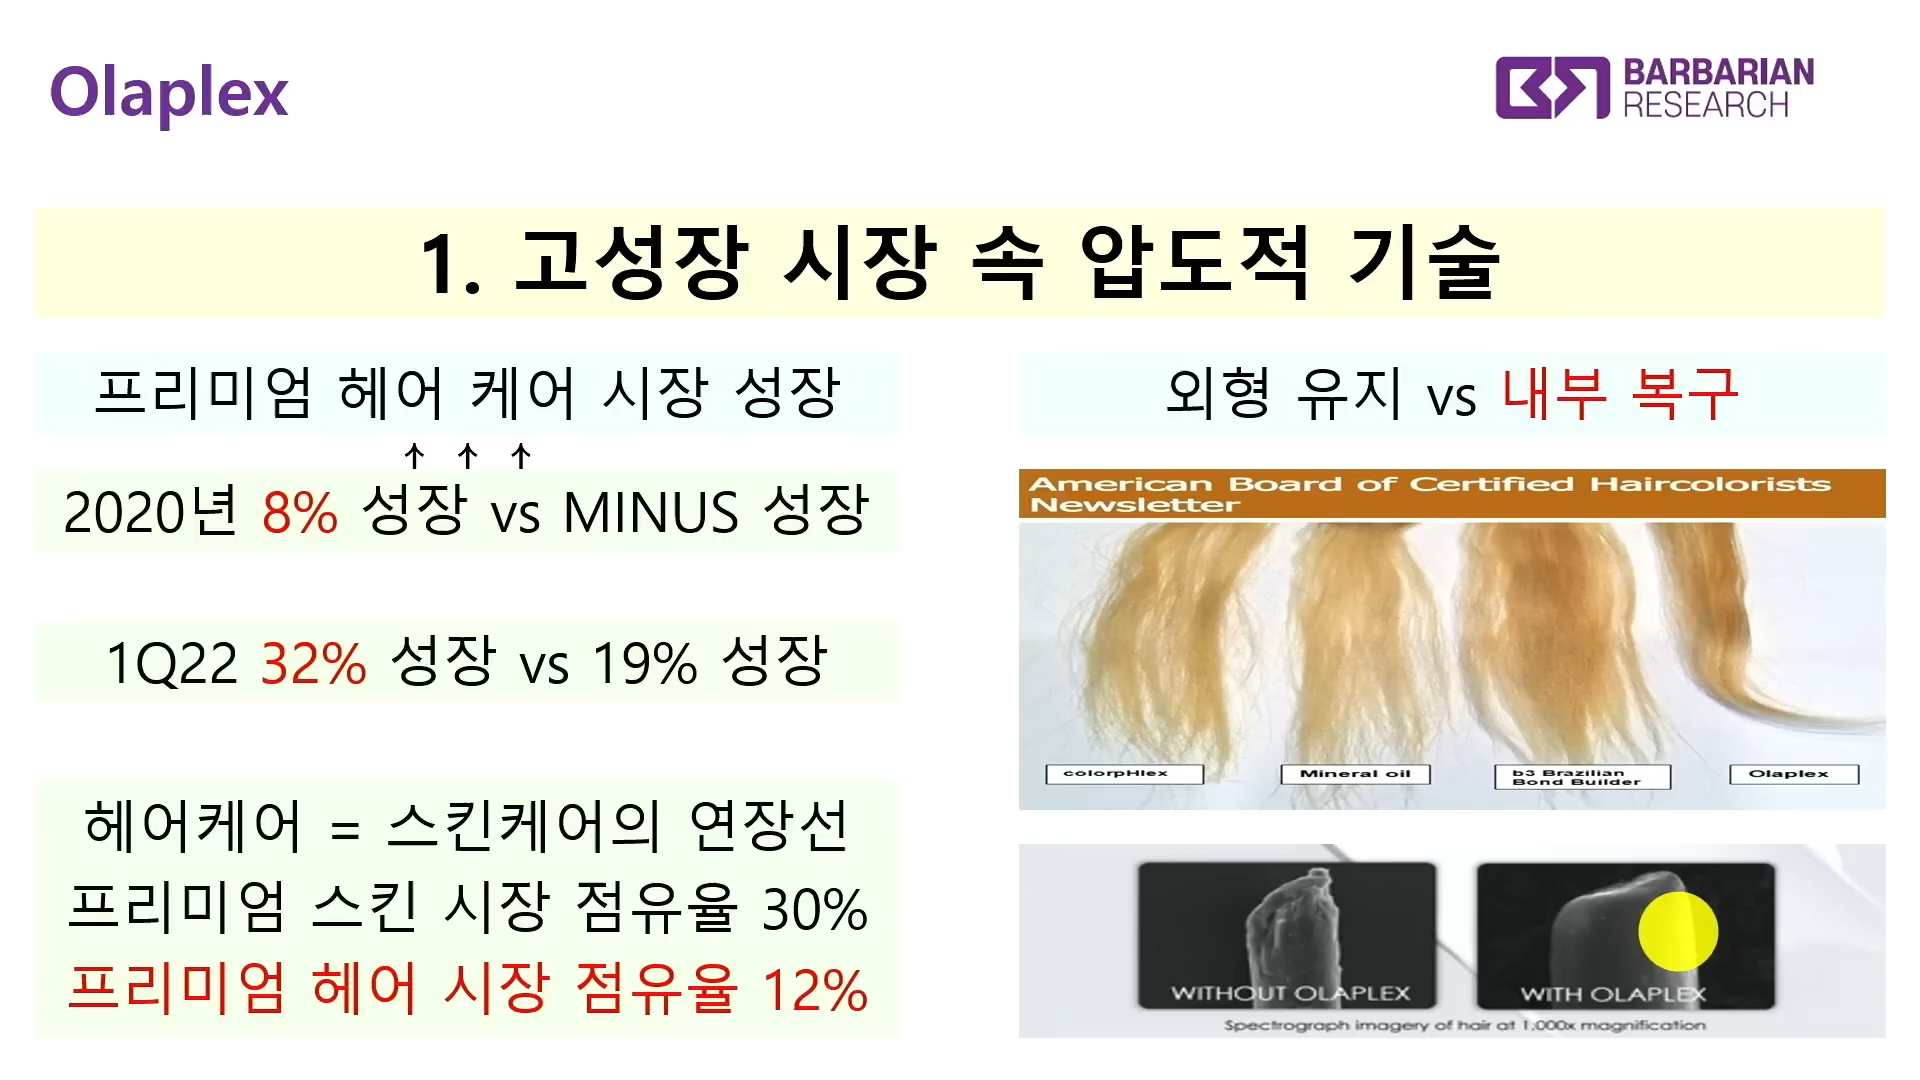 Olaplex
BARBARIAN
RESEARCH
1. 고성장 시장 속 압도적 기술
프리미엄 헤어 케어 시장 성장
↑ ↑ ↑
2020년 8% 성장 vs MINUS 성장
1Q22 32% 성장 vs 19% 성장
헤어케어 = 스킨케어의 연장선
프리미엄 스킨 시장 점유율 30%
프리미엄 헤어 시장 점유율 12%
외형 유지 vs 내부 복구
American Board of Certified Haircolorists
Newsletter
colorpHlex
Mineral oil
b3 Brazilian
Bond Builder
Olaplex
WITHOUT OLAPLEX
WITH OLAPLEX
Spectrograph imagery of hair at 1,000x magnification